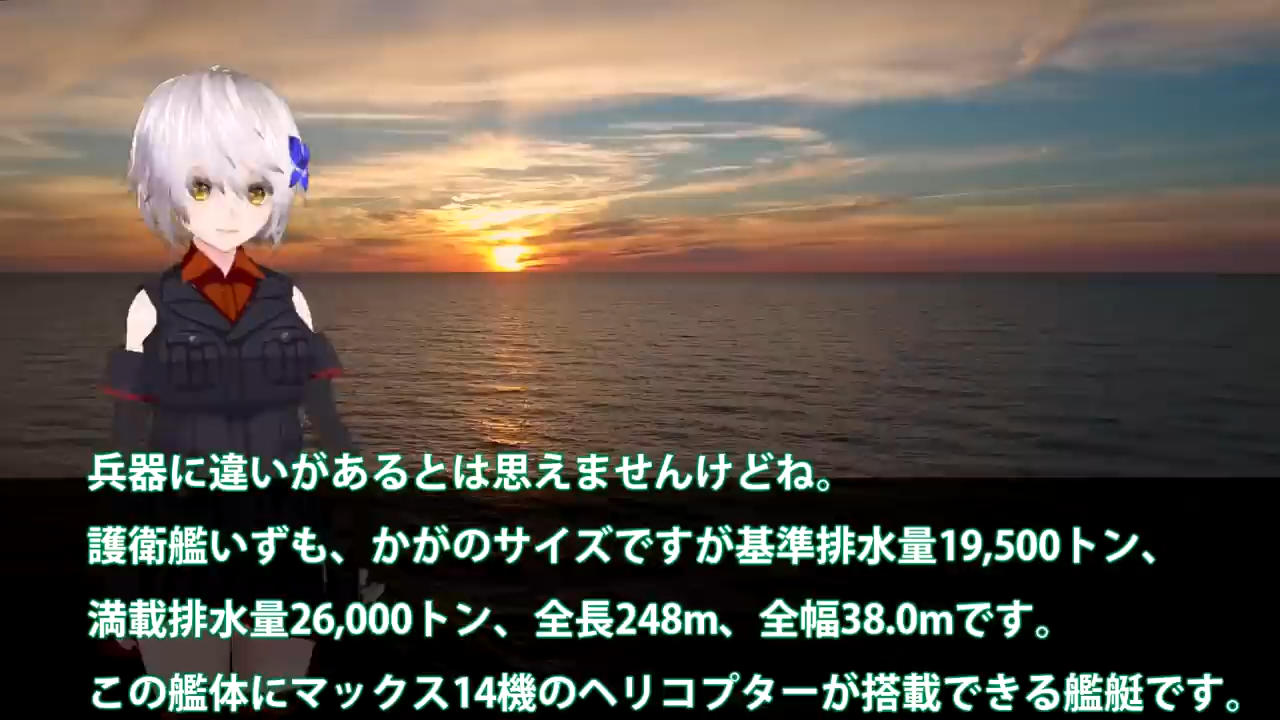 兵器に違いがあるとは思えませんけどね。
護衛艦いずも、かがのサイズですが基準排水量19,500トン、
満載排水量26,000トン、全長248m、全幅38.0mです。
この艦体にマックス14機のヘリコプターが搭載できる艦艇です。